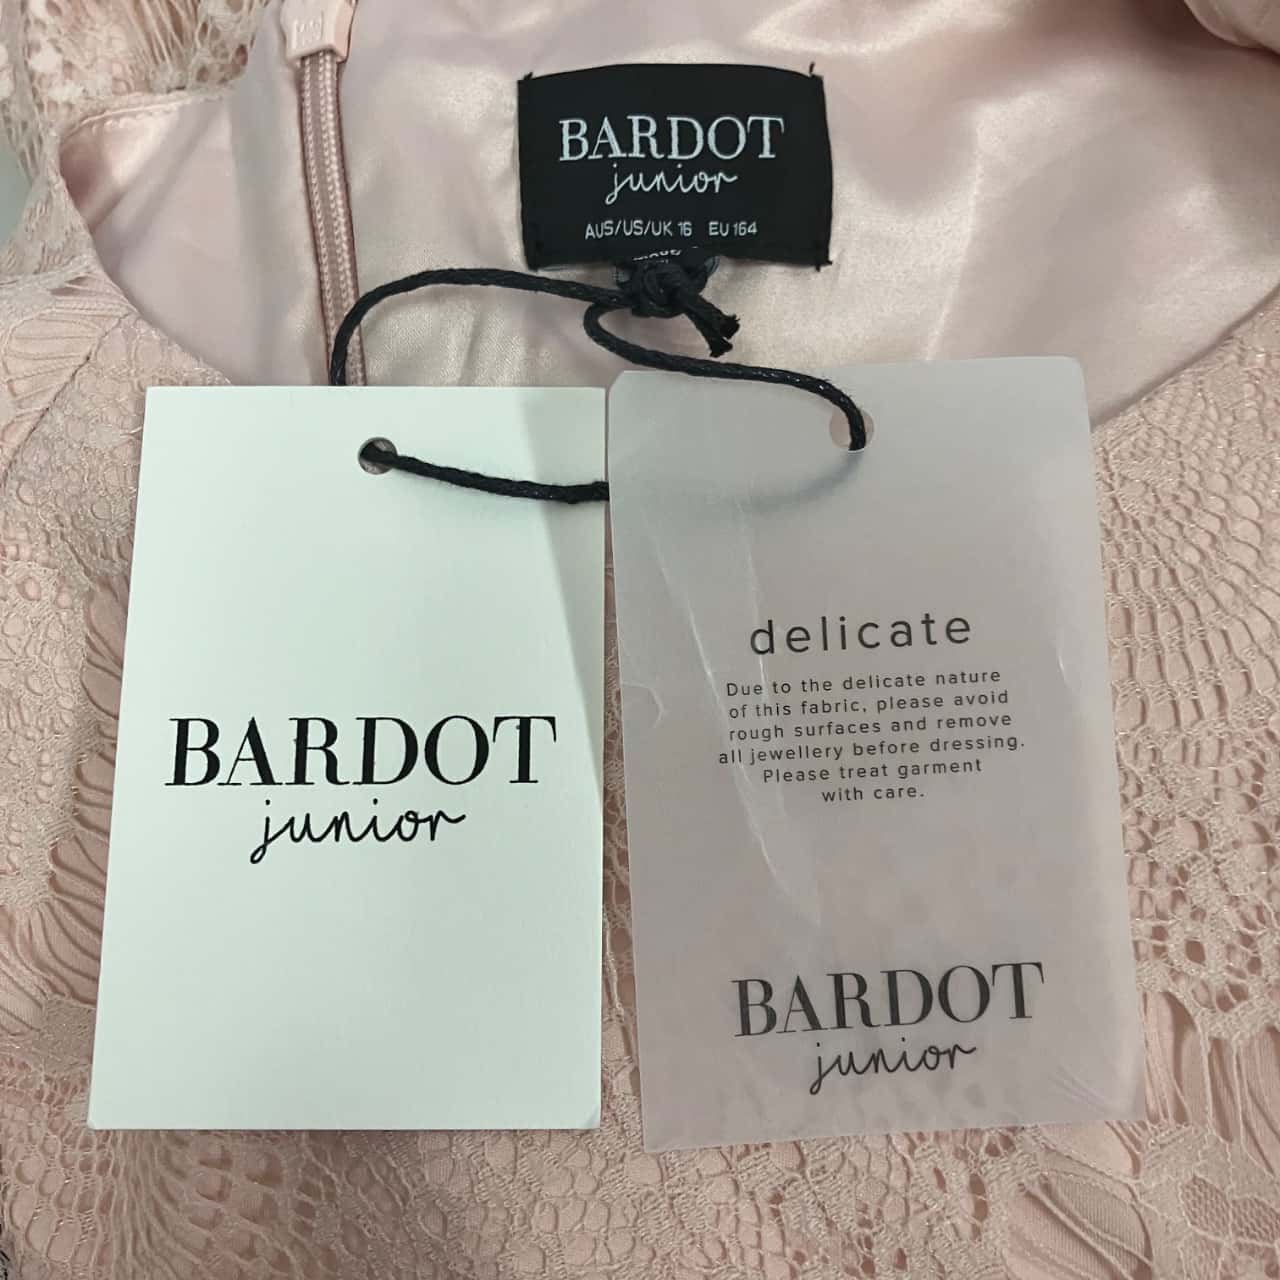 BARDOT
junior
AUS/US/UK 16 EU 164
BARDOT
junior
delicate
Due to the delicate nature
of this fabric, please avoid
rough surfaces and remove
all jewellery before dressing.
Please treat garment
with care.
BARDOT
junior